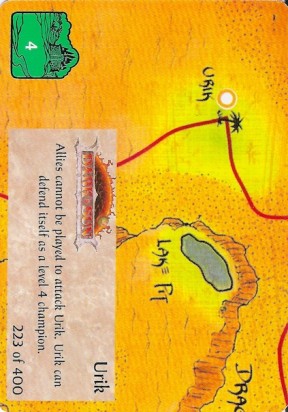 4
URIK
LAKE PIT
DRAG
Urik
Allies cannot be played to attack Urik. Urik can
defend itself as a level 4 champion.
223 of 400